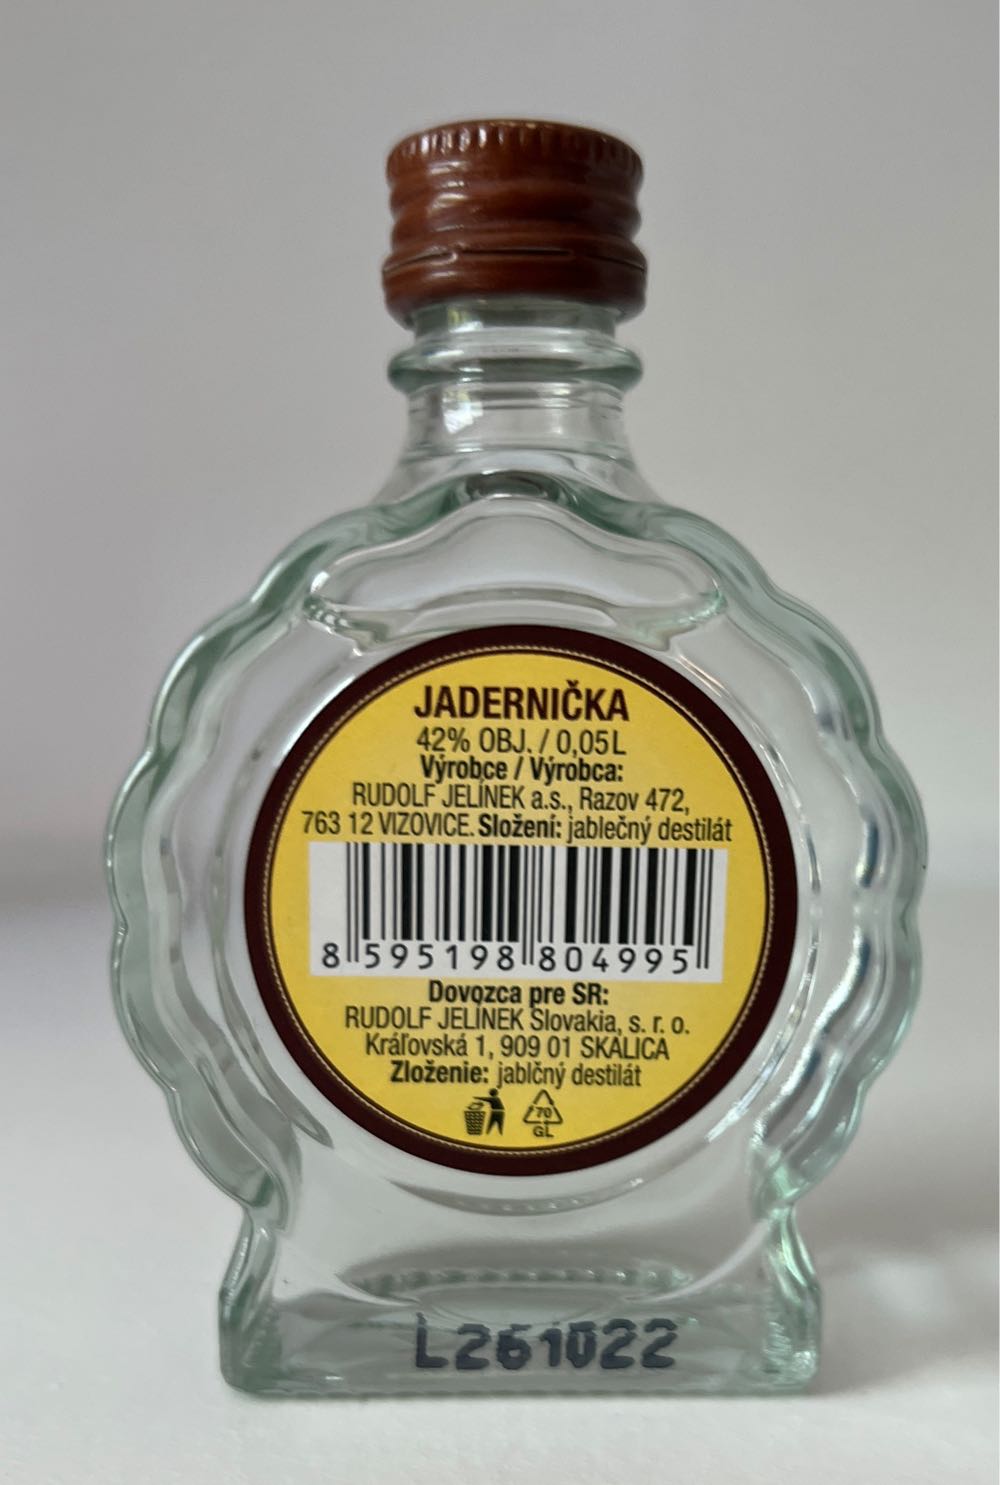 JADERNIČKA
42% OBJ. / 0,05L
Výrobce / Výrobca:
RUDOLF JELÍNEK a.s., Razov 472,
763 12 VIZOVICE. Složení: jablečný destilát
8 595198 804995
Dovozca pre SR:
RUDOLF JELÍNEK Slovakia, s. r. o.
Kráľovská 1, 909 01 SKALICA
Zloženie: jablčný destilát
70
GL
L261022